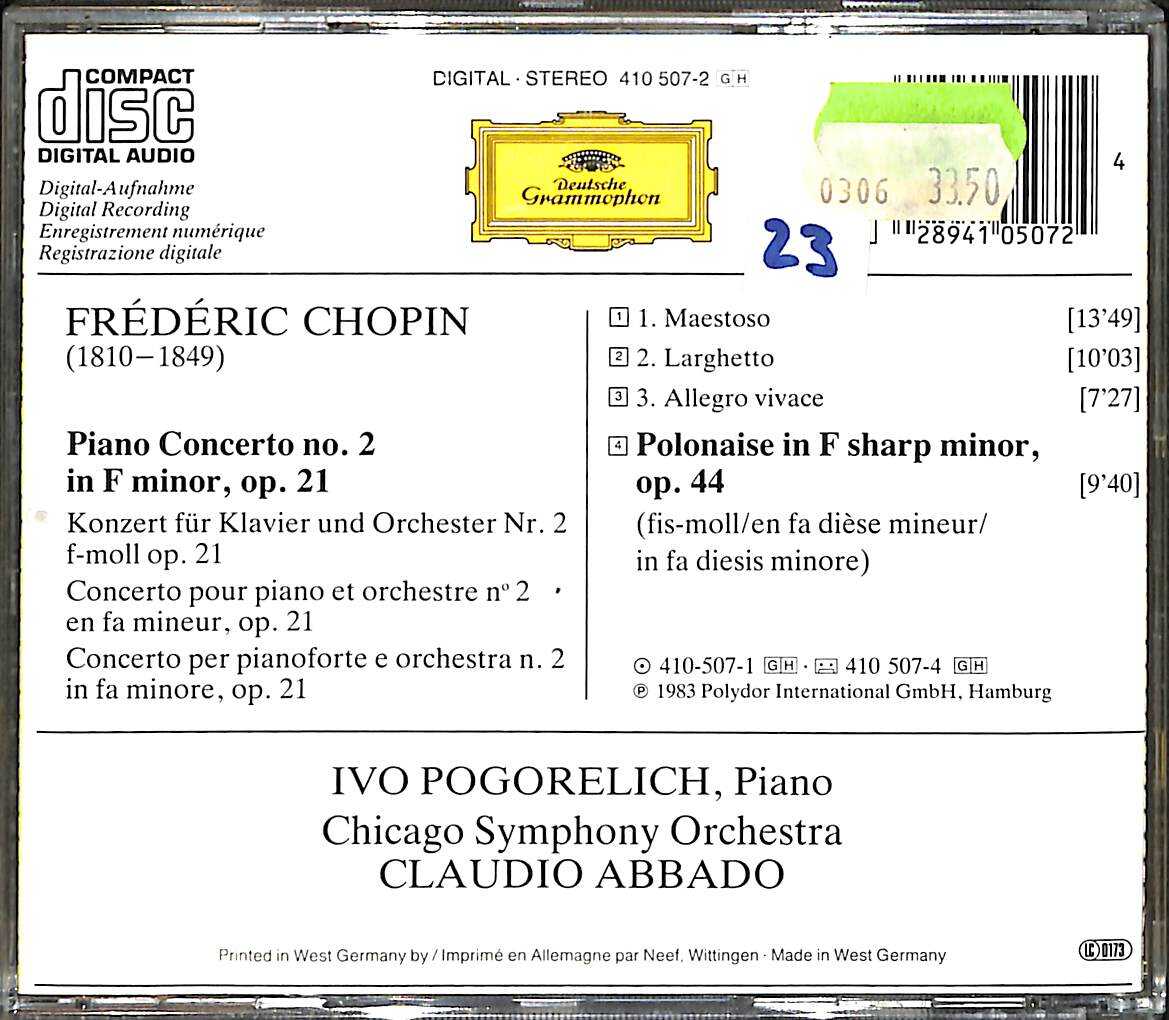 COMPACT
disc
DIGITAL AUDIO
Digital-Aufnahme
Digital Recording
Enregistrement numérique
Registrazione digitale
DIGITAL · STEREO 410 507-2 GH
Deutsche
Grammophon
0306 33.50
4
28941 05072
23
FRÉDÉRIC CHOPIN
(1810–1849)
Piano Concerto no. 2
in F minor, op. 21
Konzert für Klavier und Orchester Nr. 2
f-moll op. 21
Concerto pour piano et orchestre nº 2
en fa mineur, op. 21
Concerto per pianoforte e orchestra n. 2
in fa minore, op. 21
1 1. Maestoso [13’49]
2 2. Larghetto [10’03]
3 3. Allegro vivace [7’27]
4 Polonaise in F sharp minor,
op. 44 [9’40]
(fis-moll/en fa dièse mineur/
in fa diesis minore)
410-507-1 GH · 410 507-4 GH
℗ 1983 Polydor International GmbH, Hamburg
IVO POGORELICH, Piano
Chicago Symphony Orchestra
CLAUDIO ABBADO
Printed in West Germany by / Imprimé en Allemagne par Neef, Wittingen · Made in West Germany
LC 0173